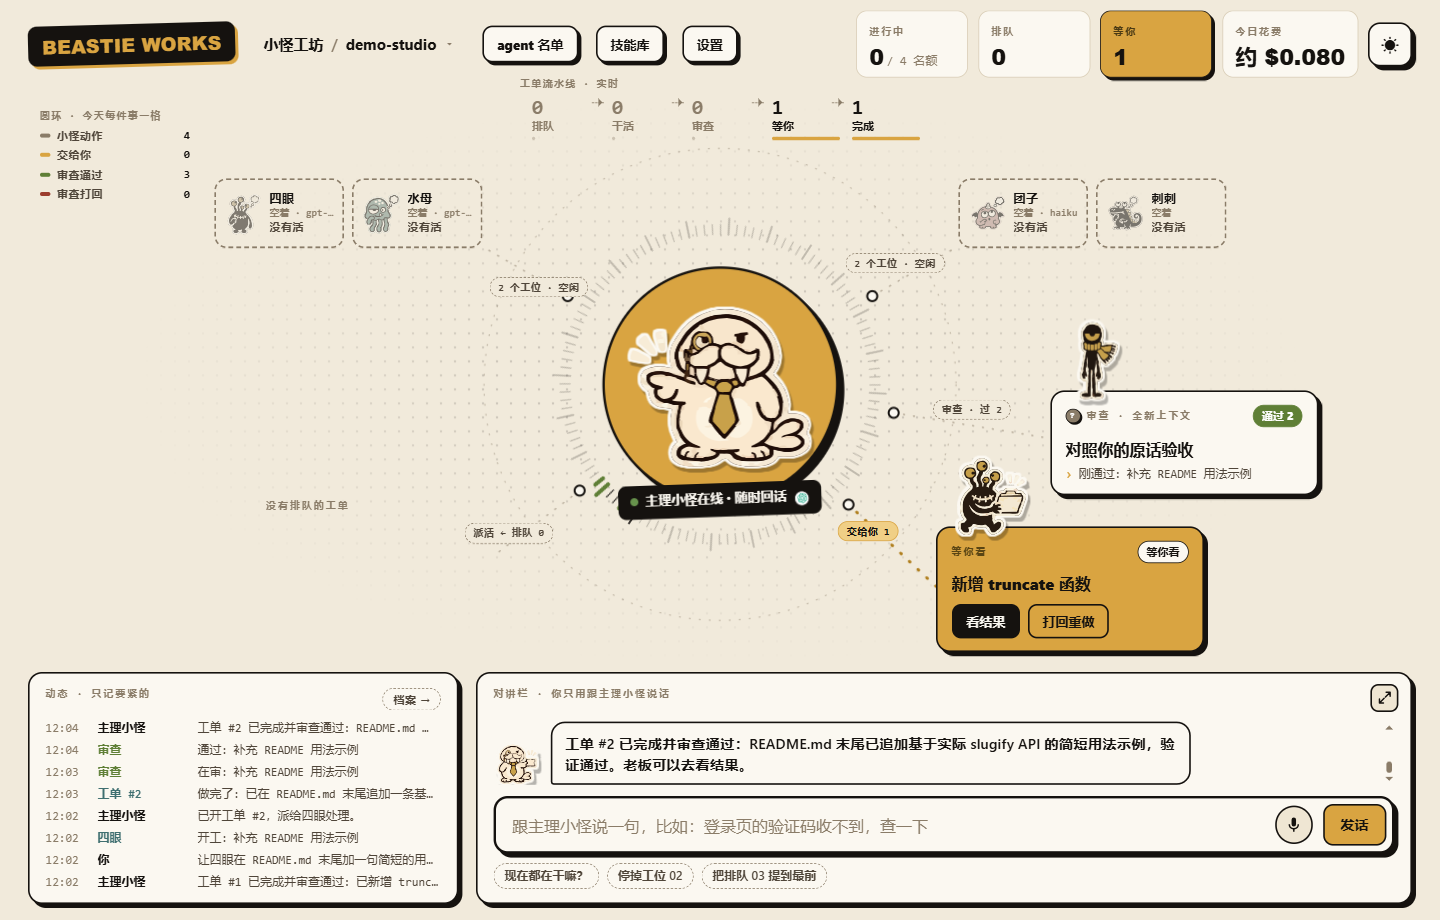 BEASTIE WORKS
小怪工坊 / demo-studio
agent 名单
技能库
设置
进行中
0 / 4 名额
排队
0
等你
1
今日花费
约 $0.080
工单流水线 · 实时
0
排队
0
干活
0
审查
1
等你
1
完成
圆环 · 今天每件事一格
小怪动作 4
交给你 0
审查通过 3
审查打回 0
四眼
空着 · gpt-…
没有活
水母
空着 · gpt-…
没有活
团子
空着 · haiku
没有活
刺刺
空着
没有活
2 个工位 · 空闲
2 个工位 · 空闲
审查 · 过 2
审查 · 全新上下文
通过 2
对照你的原话验收
› 刚通过: 补充 README 用法示例
主理小怪在线 · 随时回话
没有排队的工单
派活 ← 排队 0
交给你 1
等你看
等你看
新增 truncate 函数
看结果
打回重做
动态 · 只记要紧的
档案 →
12:04 主理小怪 工单 #2 已完成并审查通过: README.md …
12:04 审查 通过: 补充 README 用法示例
12:03 审查 在审: 补充 README 用法示例
12:03 工单 #2 做完了: 已在 README.md 末尾追加一条基…
12:02 主理小怪 已开工单 #2, 派给四眼处理。
12:02 四眼 开工: 补充 README 用法示例
12:02 你 让四眼在 README.md 末尾加一句简短的用…
12:02 主理小怪 工单 #1 已完成并审查通过: 已新增 trunc…
对讲栏 · 你只用跟主理小怪说话
工单 #2 已完成并审查通过：README.md 末尾已追加基于实际 slugify API 的简短用法示例，验
证通过。老板可以去看结果。
跟主理小怪说一句，比如：登录页的验证码收不到，查一下
发话
现在都在干嘛？
停掉工位 02
把排队 03 提到最前